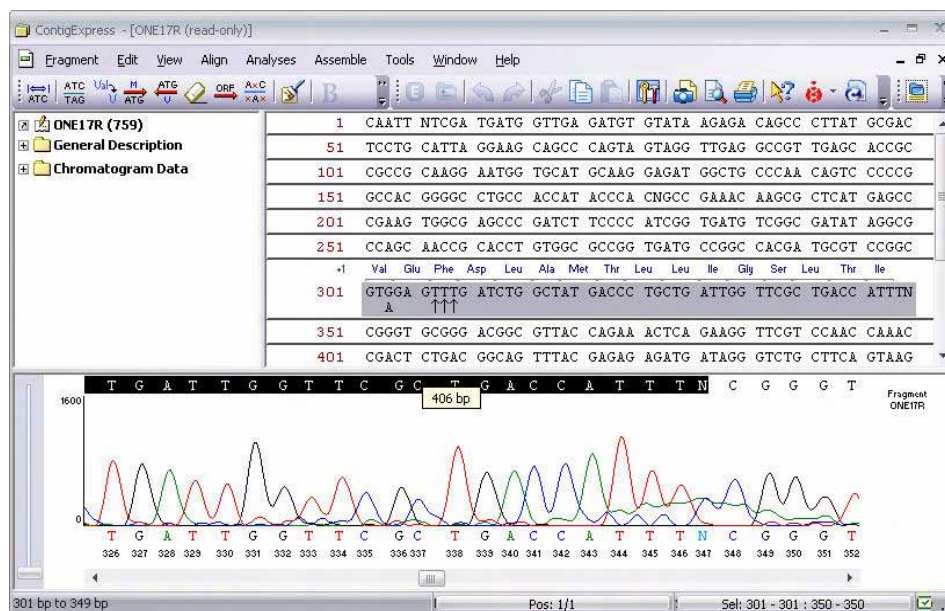 ContigExpress - [ONE17R (read-only)]
Fragment Edit View Align Analyses Assemble Tools Window Help
ATC ATC TAG Val M ATG ATG ORF A×C ×A× B
ONE17R (759)
General Description
Chromatogram Data
1 CAATT NTCGA TGATG GTTGA GATGT GTATA AGAGA CAGCC CTTAT GCGAC
51 TCCTG CATTA GGAAG CAGCC CAGTA GTAGG TTGAG GCCGT TGAGC ACCGC
101 CGCCG CAAGG AATGG TGCAT GCAAG GAGAT GGCTG CCCAA CAGTC CCCCG
151 GCCAC GGGGC CTGCC ACCAT ACCCA CNGCC GAAAC AAGCG CTCAT GAGCC
201 CGAAG TGGCG AGCCC GATCT TCCCC ATCGG TGATG TCGGC GATAT AGGCG
251 CCAGC AACCG CACCT GTGGC GCCGG TGATG CCGGC CACGA TGCGT CCGGC
+1 Val Glu Phe Asp Leu Ala Met Thr Leu Leu Ile Gly Ser Leu Thr Ile
301 GTGGA GTTTG ATCTG GCTAT GACCC TGCTG ATTGG TTCGC TGACC ATTTN
A ↑↑↑
351 CGGGT GCGGG ACGGC GTTAC CAGAA ACTCA GAAGG TTCGT CCAAC CAAAC
401 CGACT CTGAC GGCAG TTTAC GAGAG AGATG ATAGG GTCTG CTTCA GTAAG
T G A T T G G T T C G C T G A C C A T T T N C G G G T
406 bp
1600
Fragment
ONE17R
0
T G A T T G G T T C G C T G A C C A T T T N C G G G T
326 327 328 329 330 331 332 333 334 335 336 337 338 339 340 341 342 343 344 345 346 347 348 349 350 351 352
301 bp to 349 bp Pos: 1/1 Sel: 301 - 301 : 350 - 350